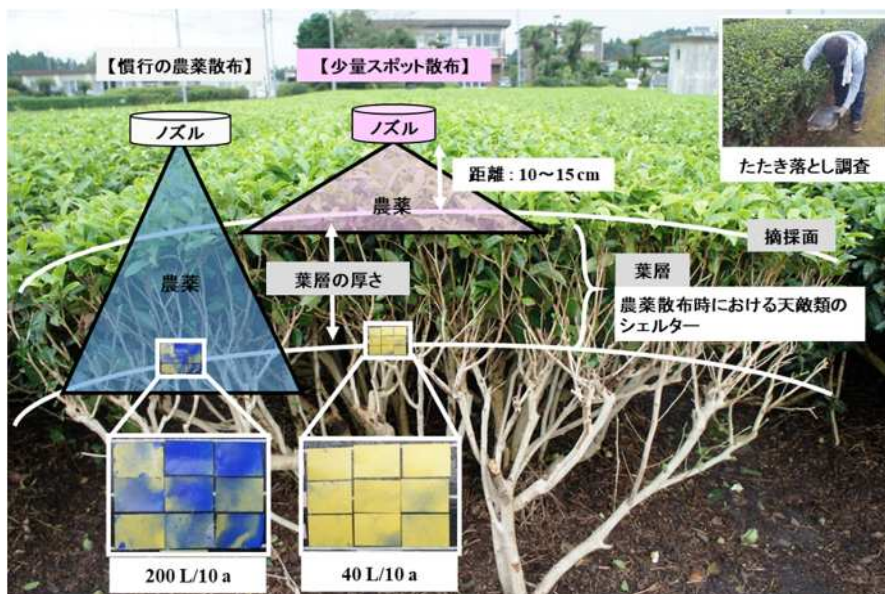 【慣行の農薬散布】
【少量スポット散布】
ノズル
ノズル
距離：10～15 cm
たたき落とし調査
農薬
摘採面
葉層の厚さ
葉層
農薬
農薬散布時における天敵類の
シェルター
200 L/10 a
40 L/10 a